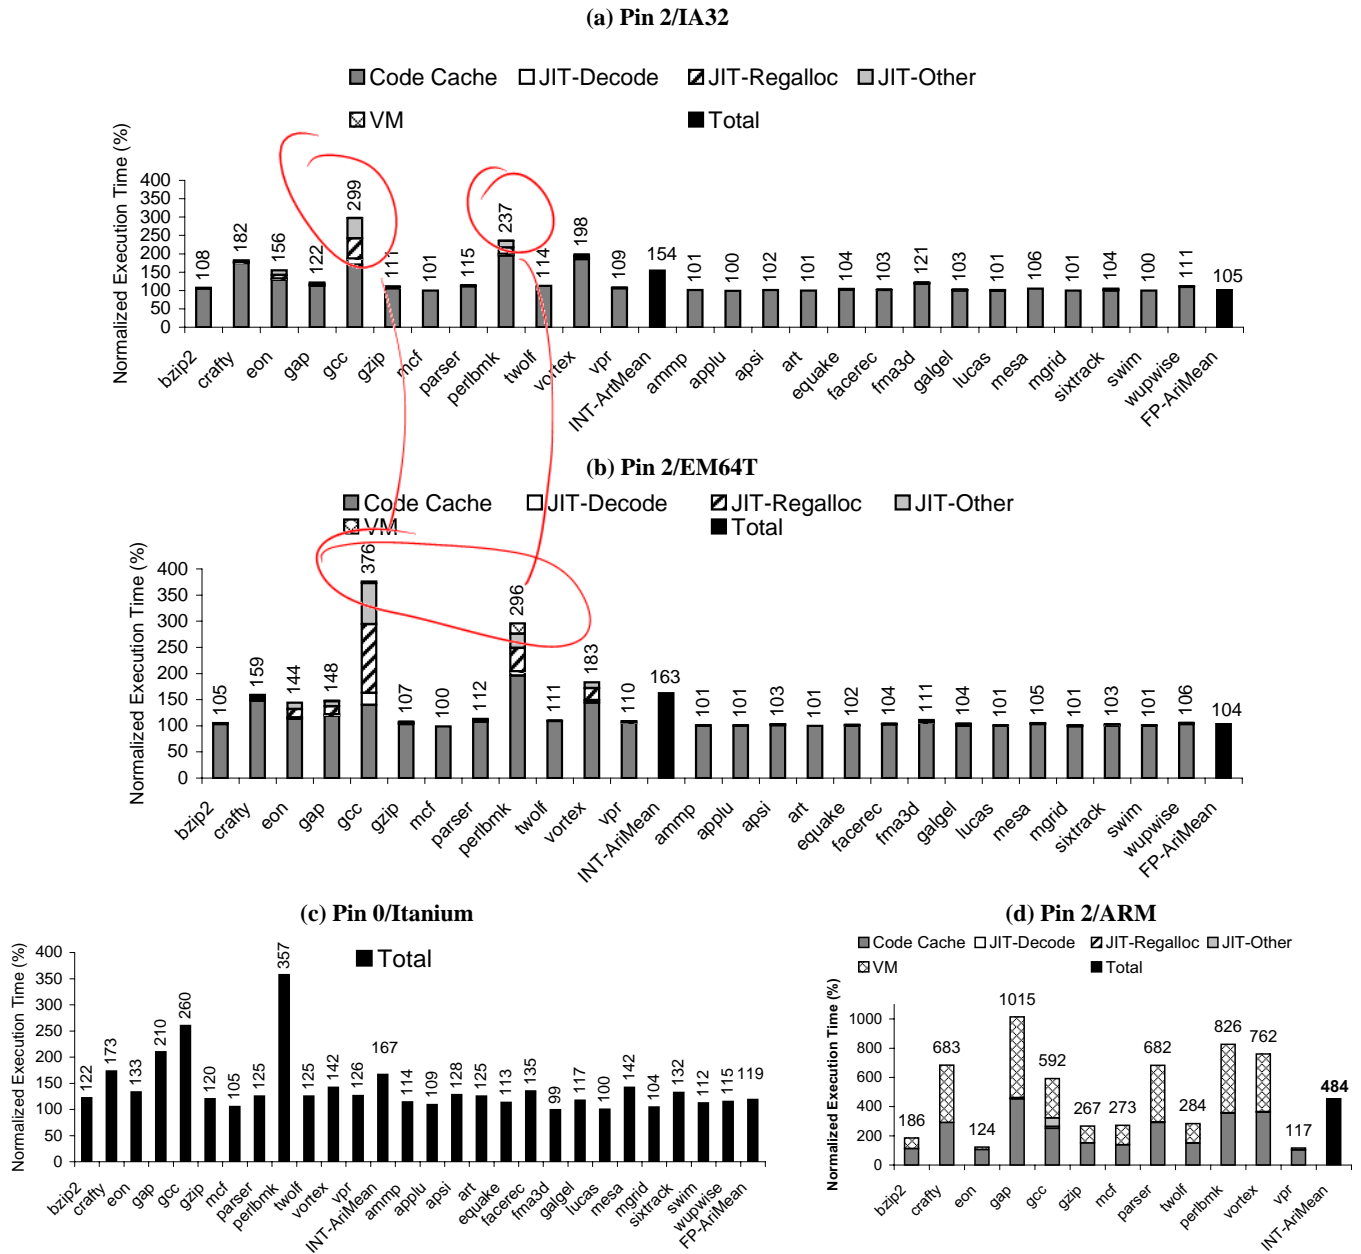 (a) Pin 2/IA32
Code Cache JIT-Decode JIT-Regalloc JIT-Other
VM Total
Normalized Execution Time (%)
400
350
300
250
200
150
100
50
0
108 182 156 122 299 111 101 115 237 114 198 109 154 101 100 102 101 104 103 121 103 101 106 101 104 100 111 105
bzip2 crafty eon gap gcc gzip mcf parser perlbmk twolf vortex vpr INT-AriMean ammp applu apsi art equake facerec fma3d galgel lucas mesa mgrid sixtrack swim wupwise FP-AriMean
(b) Pin 2/EM64T
Code Cache JIT-Decode JIT-Regalloc JIT-Other
VM Total
Normalized Execution Time (%)
400
350
300
250
200
150
100
50
0
105 159 144 148 376 107 100 112 296 111 183 110 163 101 101 103 101 102 104 111 104 101 105 101 103 101 106 104
bzip2 crafty eon gap gcc gzip mcf parser perlbmk twolf vortex vpr INT-AriMean ammp applu apsi art equake facerec fma3d galgel lucas mesa mgrid sixtrack swim wupwise FP-AriMean
(c) Pin 0/Itanium
Total
Normalized Execution Time (%)
400
350
300
250
200
150
100
50
0
122 173 133 210 260 120 105 125 357 125 142 126 167 114 109 128 125 113 135 99 117 100 142 104 132 112 115 119
bzip2 crafty eon gap gcc gzip mcf parser perlbmk twolf vortex vpr INT-AriMean ammp applu apsi art equake facerec fma3d galgel lucas mesa mgrid sixtrack swim wupwise FP-AriMean
(d) Pin 2/ARM
Code Cache JIT-Decode JIT-Regalloc JIT-Other
VM Total
Normalized Execution Time (%)
1000
800
600
400
200
0
186 683 124 1015 592 267 273 682 284 826 762 117 484
bzip2 crafty eon gap gcc gzip mcf parser twolf perlbmk vortex vpr INT-AriMean